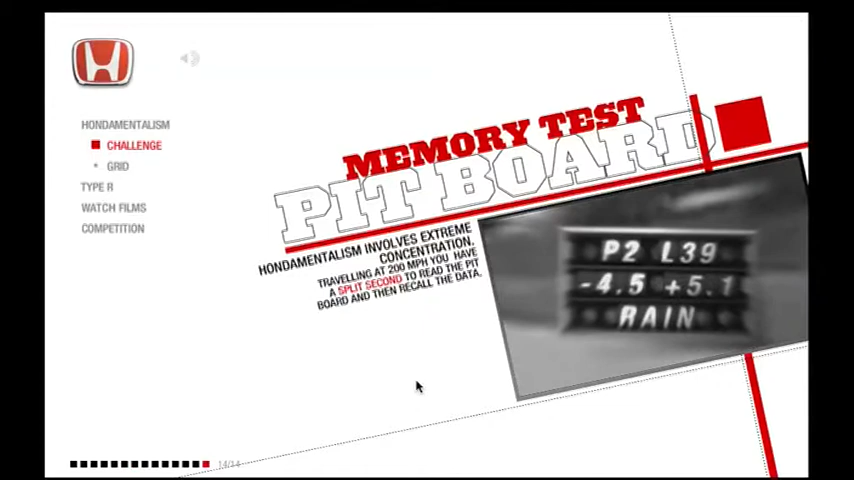 HONDAMENTALISM
CHALLENGE
GRID
TYPE R
WATCH FILMS
COMPETITION
MEMORY TEST
PIT BOARD
HONDAMENTALISM INVOLVES EXTREME
CONCENTRATION.
TRAVELLING AT 200 MPH YOU HAVE
A SPLIT SECOND TO READ THE PIT
BOARD AND THEN RECALL THE DATA.
P2 L39
-4.5 +5.1
RAIN
14/14